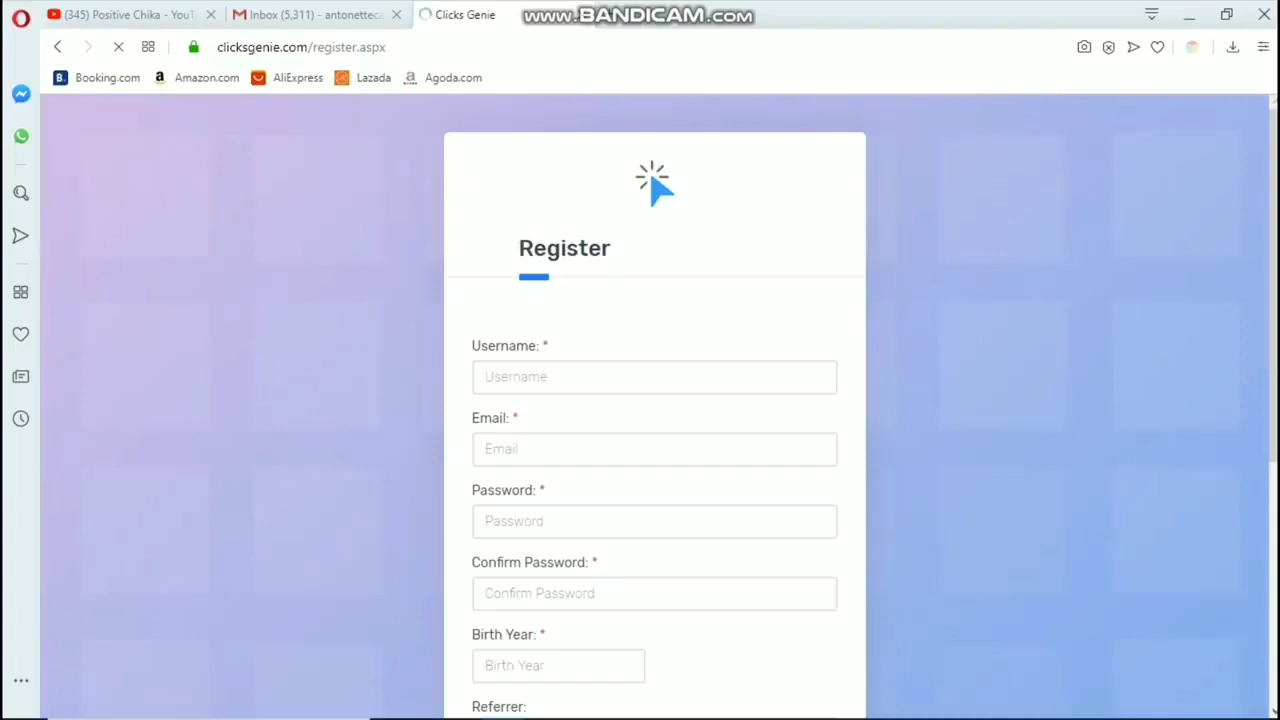 (345) Positive Chika - YouT
Inbox (5,311) - antonetteca
Clicks Genie
www.BANDICAM.com
clicksgenie.com/register.aspx
B. Booking.com
a Amazon.com
AliExpress
Lazada
a Agoda.com
Register
Username: *
Username
Email: *
Email
Password: *
Password
Confirm Password: *
Confirm Password
Birth Year: *
Birth Year
Referrer: